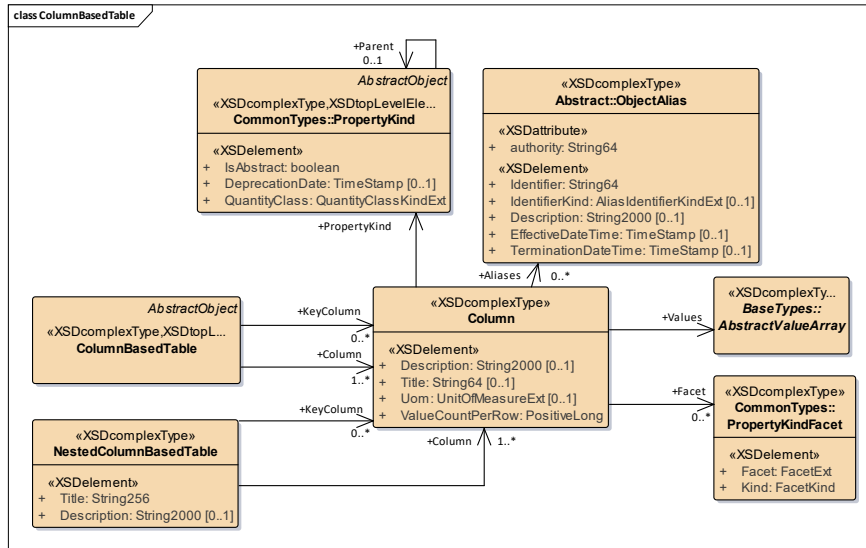 class ColumnBasedTable
+Parent
0..1
AbstractObject
«XSDcomplexType,XSDtopLevelEle...
CommonTypes::PropertyKind
«XSDelement»
+ IsAbstract: boolean
+ DeprecationDate: TimeStamp [0..1]
+ QuantityClass: QuantityClassKindExt
«XSDcomplexType»
Abstract::ObjectAlias
«XSDattribute»
+ authority: String64
«XSDelement»
+ Identifier: String64
+ IdentifierKind: AliasIdentifierKindExt [0..1]
+ Description: String2000 [0..1]
+ EffectiveDateTime: TimeStamp [0..1]
+ TerminationDateTime: TimeStamp [0..1]
+PropertyKind
+Aliases
0..*
AbstractObject
«XSDcomplexType,XSDtopL...
ColumnBasedTable
+KeyColumn
0..*
+Column
1..*
«XSDcomplexType»
Column
«XSDelement»
+ Description: String2000 [0..1]
+ Title: String64 [0..1]
+ Uom: UnitOfMeasureExt [0..1]
+ ValueCountPerRow: PositiveLong
+Values
«XSDcomplexTy...
BaseTypes::
AbstractValueArray
+Facet
0..*
«XSDcomplexType»
CommonTypes::
PropertyKindFacet
«XSDelement»
+ Facet: FacetExt
+ Kind: FacetKind
«XSDcomplexType»
NestedColumnBasedTable
«XSDelement»
+ Title: String256
+ Description: String2000 [0..1]
+KeyColumn
0..*
+Column
1..*